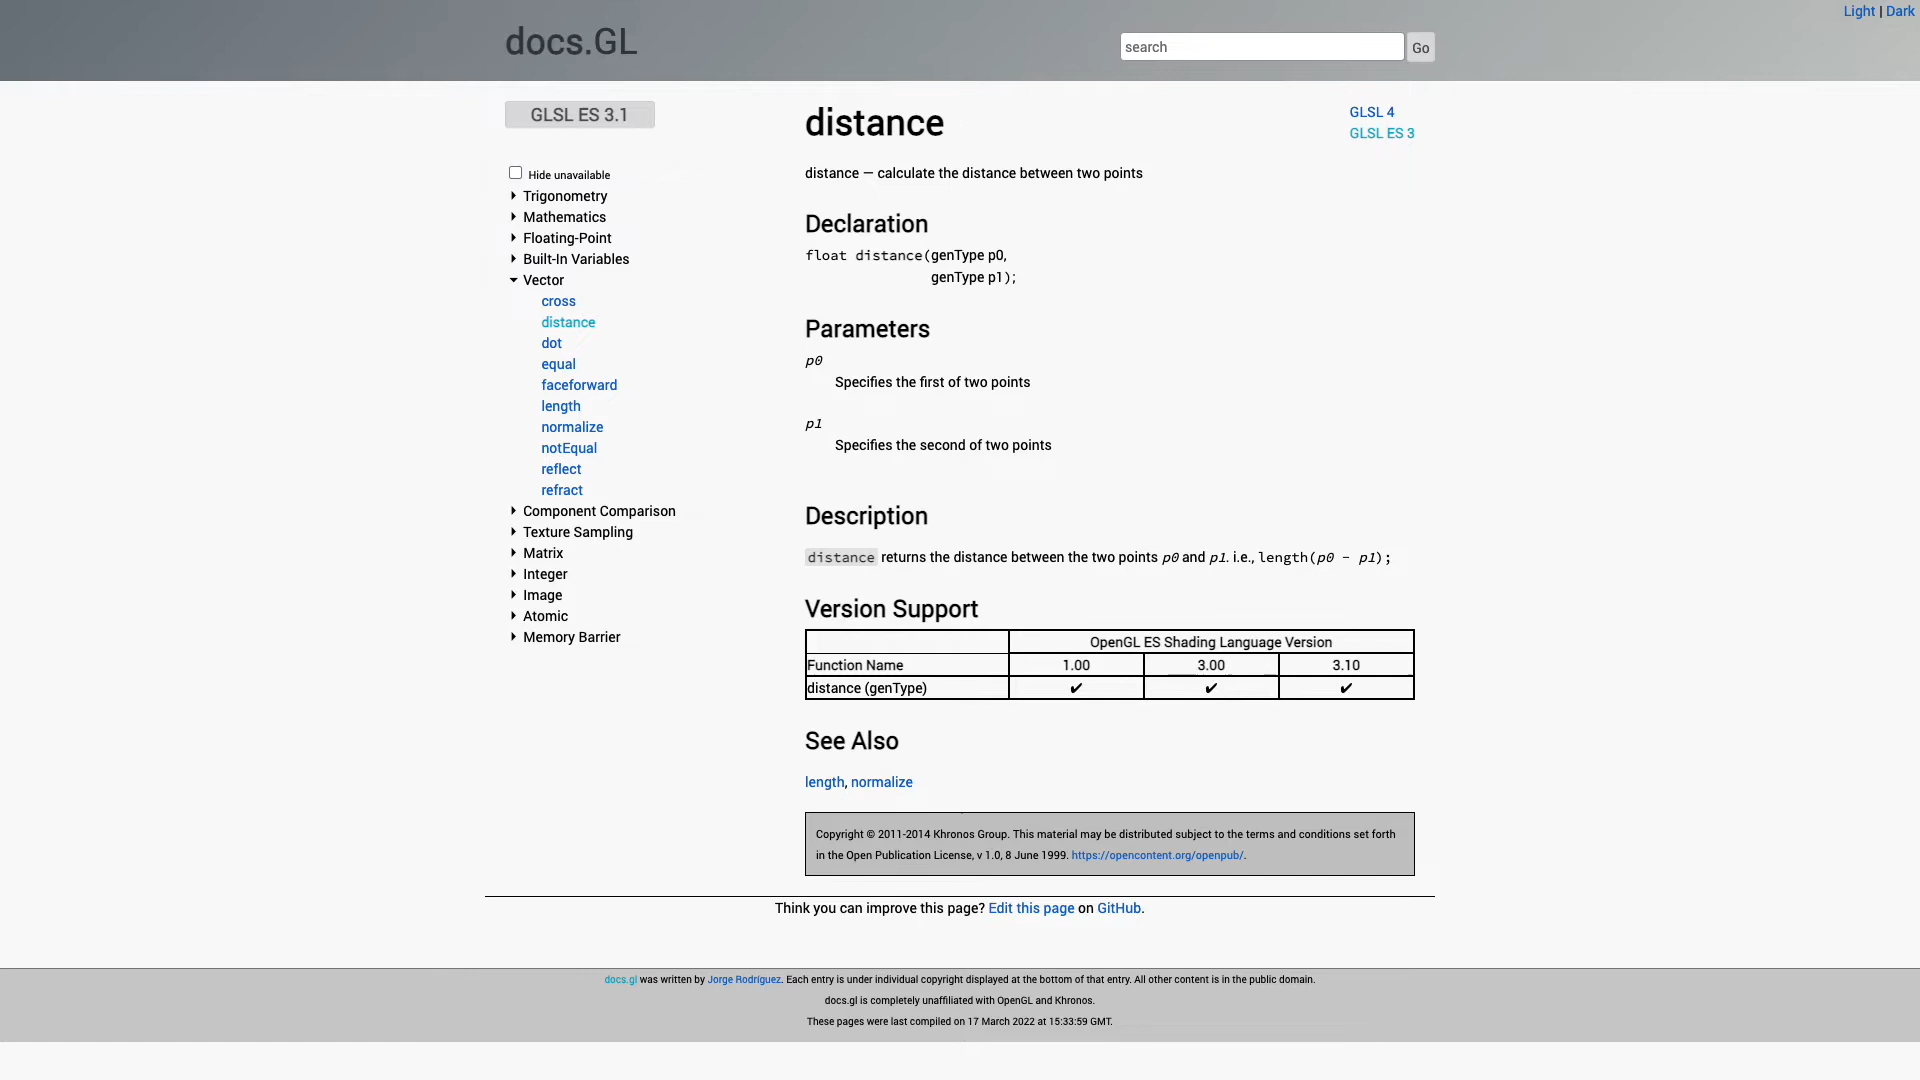 Light | Dark
docs.GL
search
Go
GLSL ES 3.1
Hide unavailable
Trigonometry
Mathematics
Floating-Point
Built-In Variables
Vector
cross
distance
dot
equal
faceforward
length
normalize
notEqual
reflect
refract
Component Comparison
Texture Sampling
Matrix
Integer
Image
Atomic
Memory Barrier
distance
GLSL 4
GLSL ES 3
distance — calculate the distance between two points
Declaration
float distance(genType p0,
genType p1);
Parameters
p0
Specifies the first of two points
p1
Specifies the second of two points
Description
distance returns the distance between the two points p0 and p1. i.e., length(p0 - p1);
Version Support
OpenGL ES Shading Language Version
Function Name 1.00 3.00 3.10
distance (genType) ✔ ✔ ✔
See Also
length, normalize
Copyright © 2011-2014 Khronos Group. This material may be distributed subject to the terms and conditions set forth
in the Open Publication License, v 1.0, 8 June 1999. https://opencontent.org/openpub/.
Think you can improve this page? Edit this page on GitHub.
docs.gl was written by Jorge Rodríguez. Each entry is under individual copyright displayed at the bottom of that entry. All other content is in the public domain.
docs.gl is completely unaffiliated with OpenGL and Khronos.
These pages were last compiled on 17 March 2022 at 15:33:59 GMT.